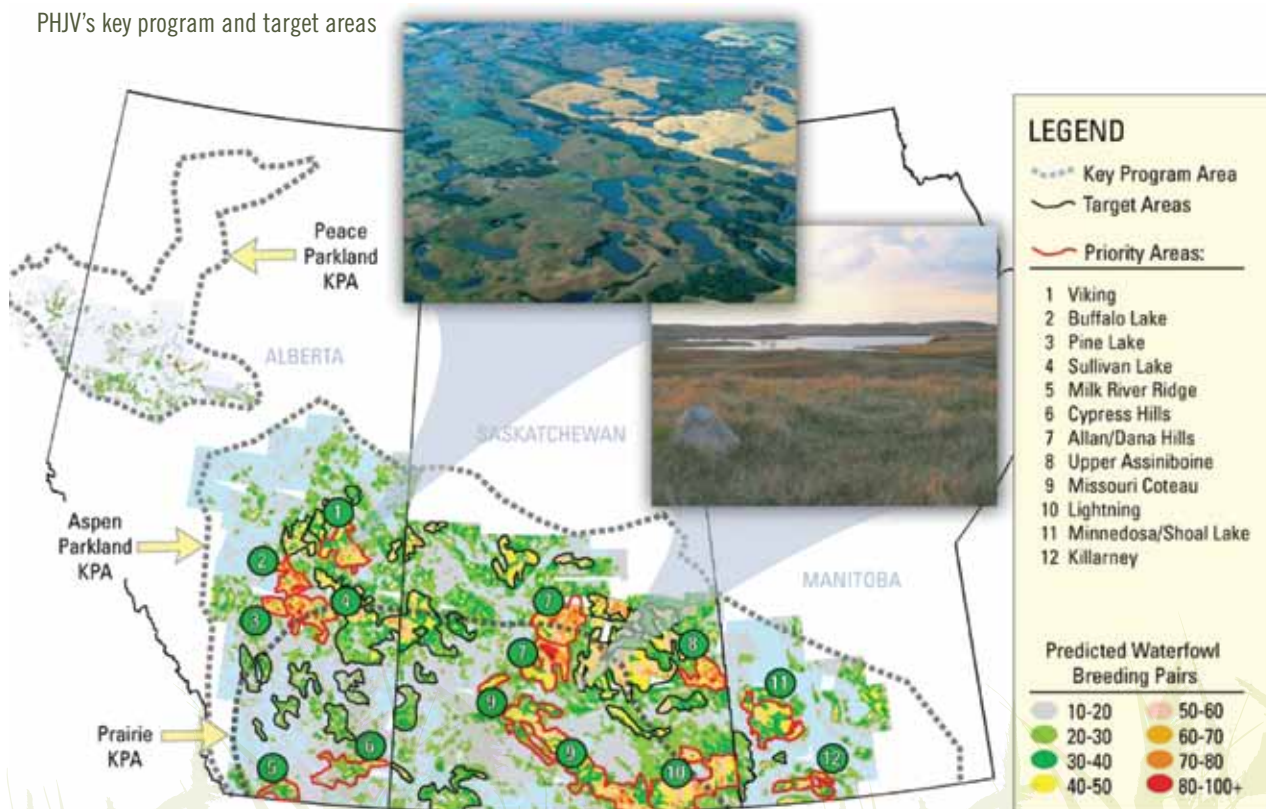 PHJV's key program and target areas
Peace
Parkland
KPA
ALBERTA
SASKATCHEWAN
MANITOBA
Aspen
Parkland
KPA
Prairie
KPA
1
2
3
4
5
6
7
7
8
9
9
10
11
12
LEGEND
Key Program Area
Target Areas
Priority Areas:
1 Viking
2 Buffalo Lake
3 Pine Lake
4 Sullivan Lake
5 Milk River Ridge
6 Cypress Hills
7 Allan/Dana Hills
8 Upper Assiniboine
9 Missouri Coteau
10 Lightning
11 Minnedosa/Shoal Lake
12 Killarney
Predicted Waterfowl
Breeding Pairs
10-20 50-60
20-30 60-70
30-40 70-80
40-50 80-100+